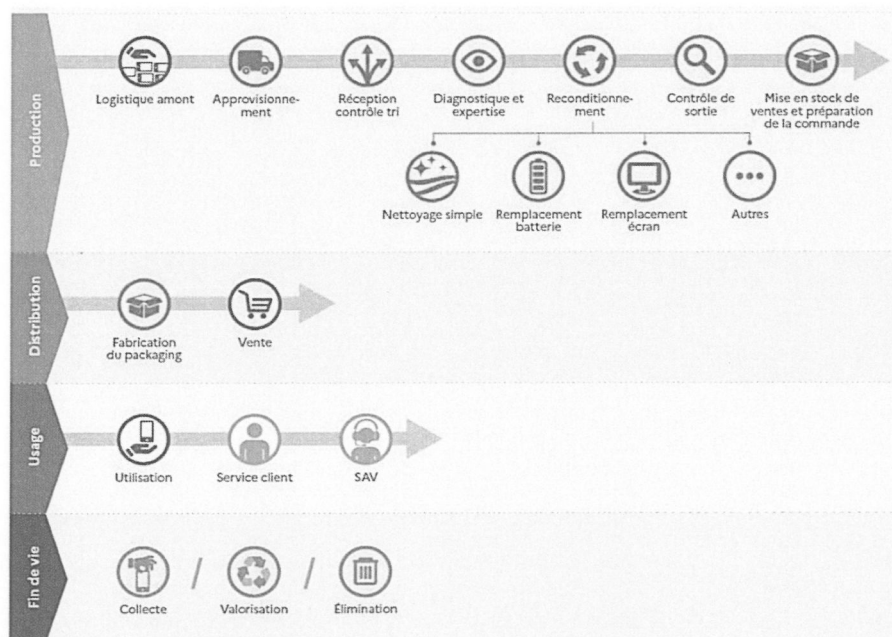 Production
Logistique amont
Approvisionne-
ment
Réception
contrôle tri
Diagnostique et
expertise
Reconditionne-
ment
Contrôle de
sortie
Mise en stock de
ventes et préparation
de la commande
Nettoyage simple
Remplacement
batterie
Remplacement
écran
Autres
Distribution
Fabrication
du packaging
Vente
Usage
Utilisation
Service client
SAV
Fin de vie
Collecte
/
Valorisation
/
Élimination